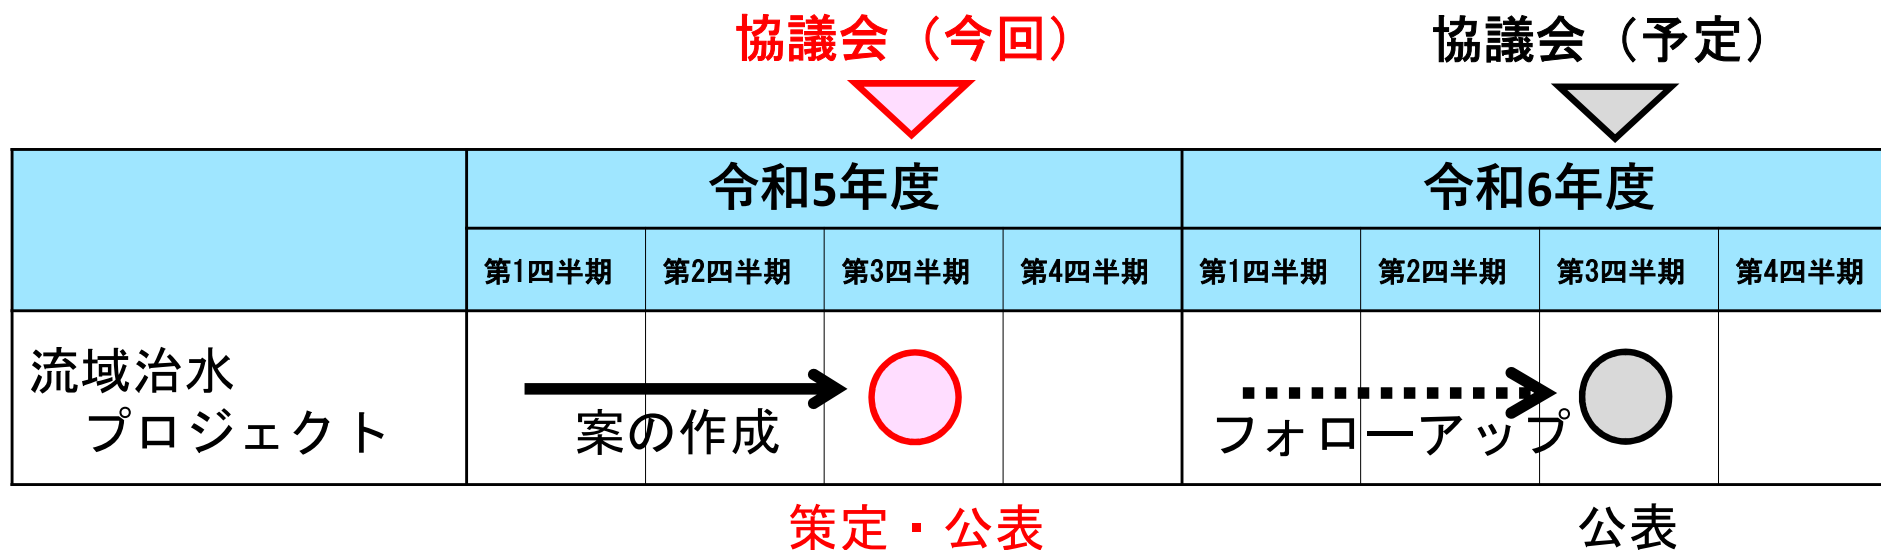 協議会（今回）
協議会（予定）
令和5年度
令和6年度
第1四半期
第2四半期
第3四半期
第4四半期
第1四半期
第2四半期
第3四半期
第4四半期
流域治水
プロジェクト
案の作成
フォローアップ
策定・公表
公表